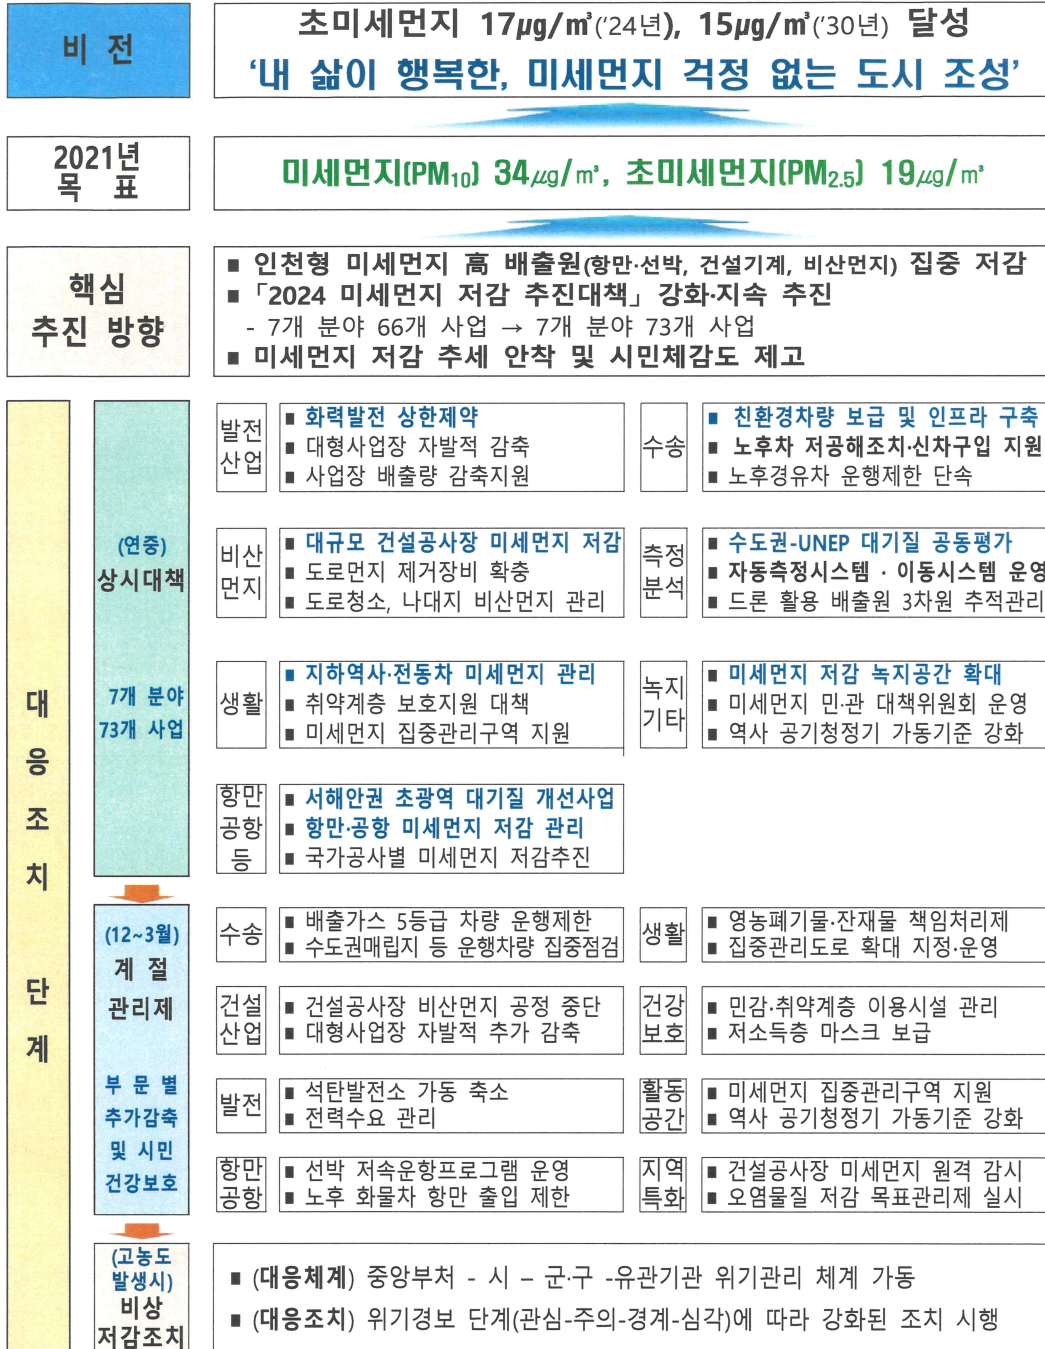 비 전
초미세먼지 17㎍/㎥('24년), 15㎍/㎥('30년) 달성
‘내 삶이 행복한, 미세먼지 걱정 없는 도시 조성’
2021년
목 표
미세먼지(PM10) 34㎍/㎥, 초미세먼지(PM2.5) 19㎍/㎥
핵심
추진 방향
■ 인천형 미세먼지 高 배출원(항만·선박, 건설기계, 비산먼지) 집중 저감
■ 「2024 미세먼지 저감 추진대책」 강화·지속 추진
- 7개 분야 66개 사업 → 7개 분야 73개 사업
■ 미세먼지 저감 추세 안착 및 시민체감도 제고
대
응
조
치
단
계
(연중)
상시대책
7개 분야
73개 사업
발전
산업
■ 화력발전 상한제약
■ 대형사업장 자발적 감축
■ 사업장 배출량 감축지원
수송
■ 친환경차량 보급 및 인프라 구축
■ 노후차 저공해조치·신차구입 지원
■ 노후경유차 운행제한 단속
비산
먼지
■ 대규모 건설공사장 미세먼지 저감
■ 도로먼지 제거장비 확충
■ 도로청소, 나대지 비산먼지 관리
측정
분석
■ 수도권-UNEP 대기질 공동평가
■ 자동측정시스템 · 이동시스템 운영
■ 드론 활용 배출원 3차원 추적관리
생활
■ 지하역사·전동차 미세먼지 관리
■ 취약계층 보호지원 대책
■ 미세먼지 집중관리구역 지원
녹지
기타
■ 미세먼지 저감 녹지공간 확대
■ 미세먼지 민·관 대책위원회 운영
■ 역사 공기청정기 가동기준 강화
항만
공항
등
■ 서해안권 초광역 대기질 개선사업
■ 항만·공항 미세먼지 저감 관리
■ 국가공사별 미세먼지 저감추진
(12~3월)
계 절
관리제
부 문 별
추가감축
및 시민
건강보호
수송
■ 배출가스 5등급 차량 운행제한
■ 수도권매립지 등 운행차량 집중점검
생활
■ 영농폐기물·잔재물 책임처리제
■ 집중관리도로 확대 지정·운영
건설
산업
■ 건설공사장 비산먼지 공정 중단
■ 대형사업장 자발적 추가 감축
건강
보호
■ 민감·취약계층 이용시설 관리
■ 저소득층 마스크 보급
발전
■ 석탄발전소 가동 축소
■ 전력수요 관리
활동
공간
■ 미세먼지 집중관리구역 지원
■ 역사 공기청정기 가동기준 강화
항만
공항
■ 선박 저속운항프로그램 운영
■ 노후 화물차 항만 출입 제한
지역
특화
■ 건설공사장 미세먼지 원격 감시
■ 오염물질 저감 목표관리제 실시
(고농도
발생시)
비상
저감조치
■ (대응체계) 중앙부처 - 시 – 군·구 -유관기관 위기관리 체계 가동
■ (대응조치) 위기경보 단계(관심-주의-경계-심각)에 따라 강화된 조치 시행